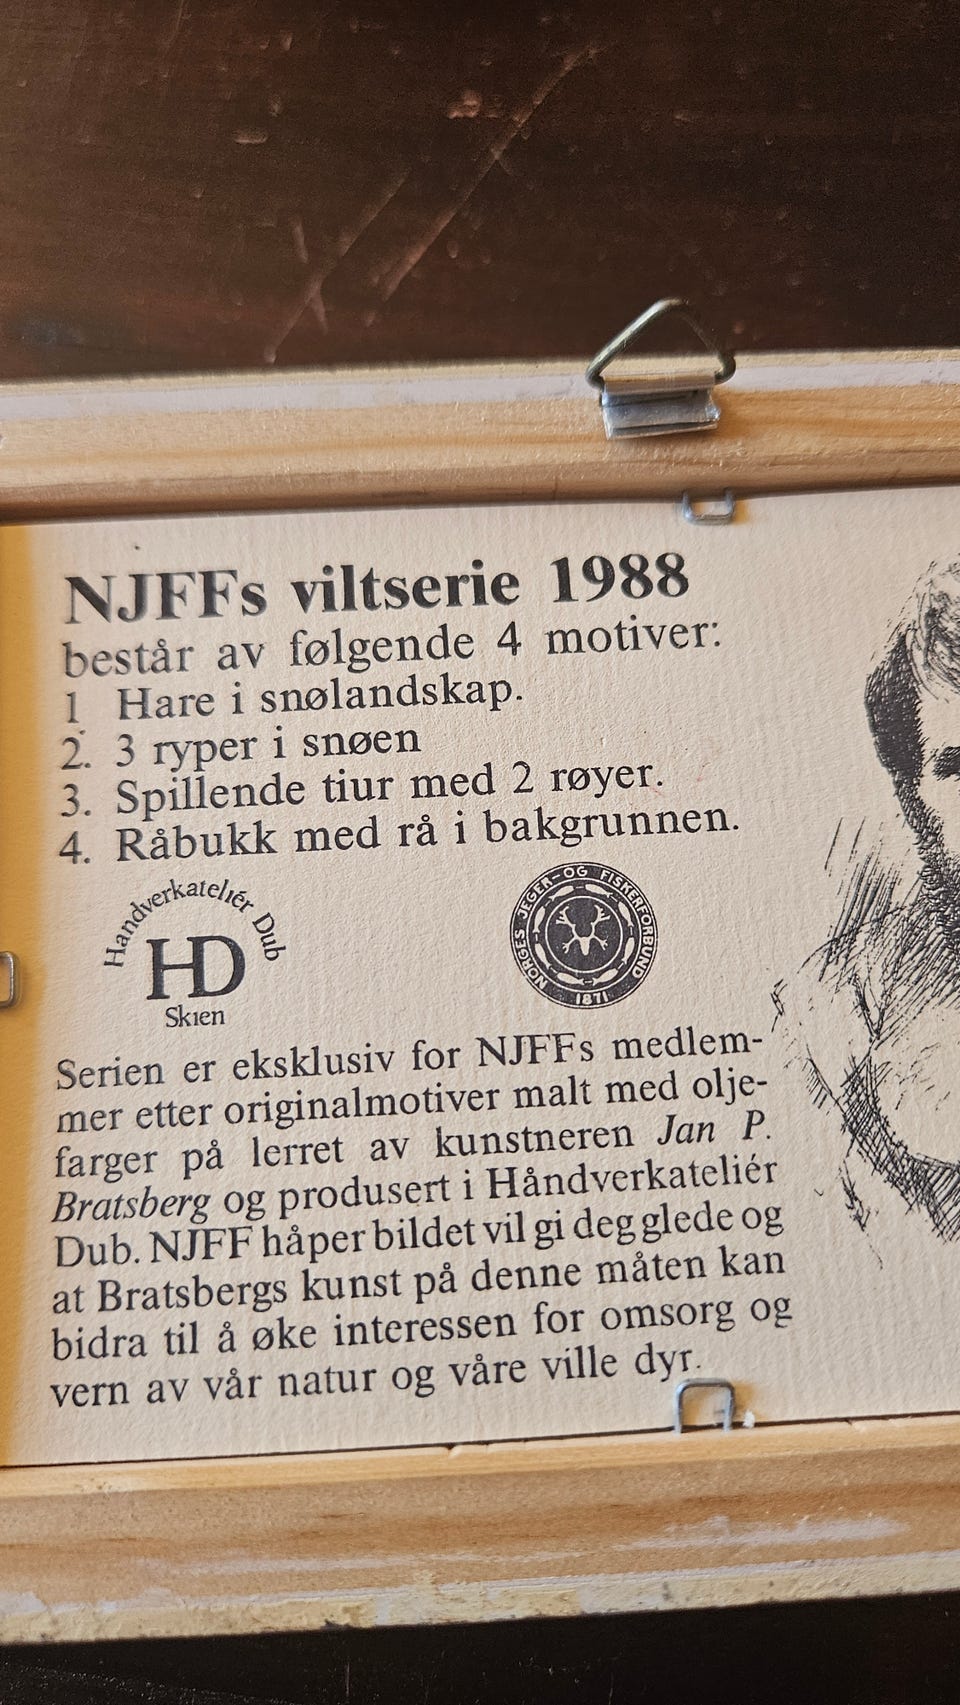 NJFFs viltserie 1988
består av følgende 4 motiver:
1 Hare i snølandskap.
2. 3 ryper i snøen
3. Spillende tiur med 2 røyer.
4. Råbukk med rå i bakgrunnen.
Handverkateliér Dub
HD
Skien
NORGES JEGER-OG FISKERFORBUND
1871
Serien er eksklusiv for NJFFs medlem-
mer etter originalmotiver malt med olje-
farger på lerret av kunstneren Jan P.
Bratsberg og produsert i Håndverkateliér
Dub. NJFF håper bildet vil gi deg glede og
at Bratsbergs kunst på denne måten kan
bidra til å øke interessen for omsorg og
vern av vår natur og våre ville dyr.